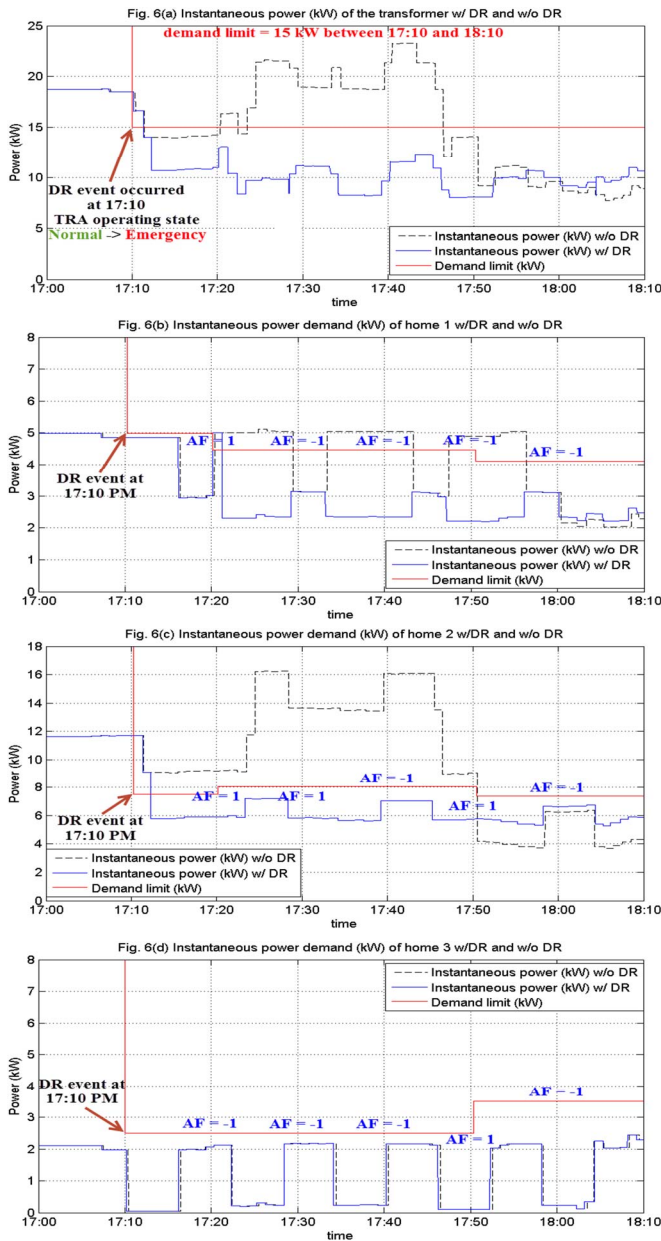 Fig. 6(a) Instantaneous power (kW) of the transformer w/ DR and w/o DR
demand limit = 15 kW between 17:10 and 18:10
25
20
15
10
5
0
Power (kW)
DR event occurred
at 17:10
TRA operating state
Normal -> Emergency
Instantaneous power (kW) w/o DR
Instantaneous power (kW) w/ DR
Demand limit (kW)
17:00 17:10 17:20 17:30 17:40 17:50 18:00 18:10
time
Fig. 6(b) Instantaneous power demand (kW) of home 1 w/DR and w/o DR
8
7
6
5
4
3
2
1
0
Power (kW)
AF = 1 AF = -1 AF = -1 AF = -1
AF = -1
DR event at
17:10 PM
Instantaneous power (kW) w/o DR
Instantaneous power (kW) w/ DR
Demand limit (kW)
17:00 17:10 17:20 17:30 17:40 17:50 18:00 18:10
time
Fig. 6(c) Instantaneous power demand (kW) of home 2 w/DR and w/o DR
18
16
14
12
10
8
6
4
2
0
Power (kW)
AF = -1 AF = -1
AF = 1 AF = 1 AF = 1
DR event at
17:10 PM
Instantaneous power (kW) w/o DR
Instantaneous power (kW) w/ DR
Demand limit (kW)
17:00 17:10 17:20 17:30 17:40 17:50 18:00 18:10
time
Fig. 6(d) Instantaneous power demand (kW) of home 3 w/DR and w/o DR
8
7
6
5
4
3
2
1
0
Power (kW)
Instantaneous power (kW) w/o DR
Instantaneous power (kW) w/ DR
Demand limit (kW)
DR event at
17:10 PM
AF = -1
AF = -1 AF = -1 AF = -1
AF = 1
17:00 17:10 17:20 17:30 17:40 17:50 18:00 18:10
time